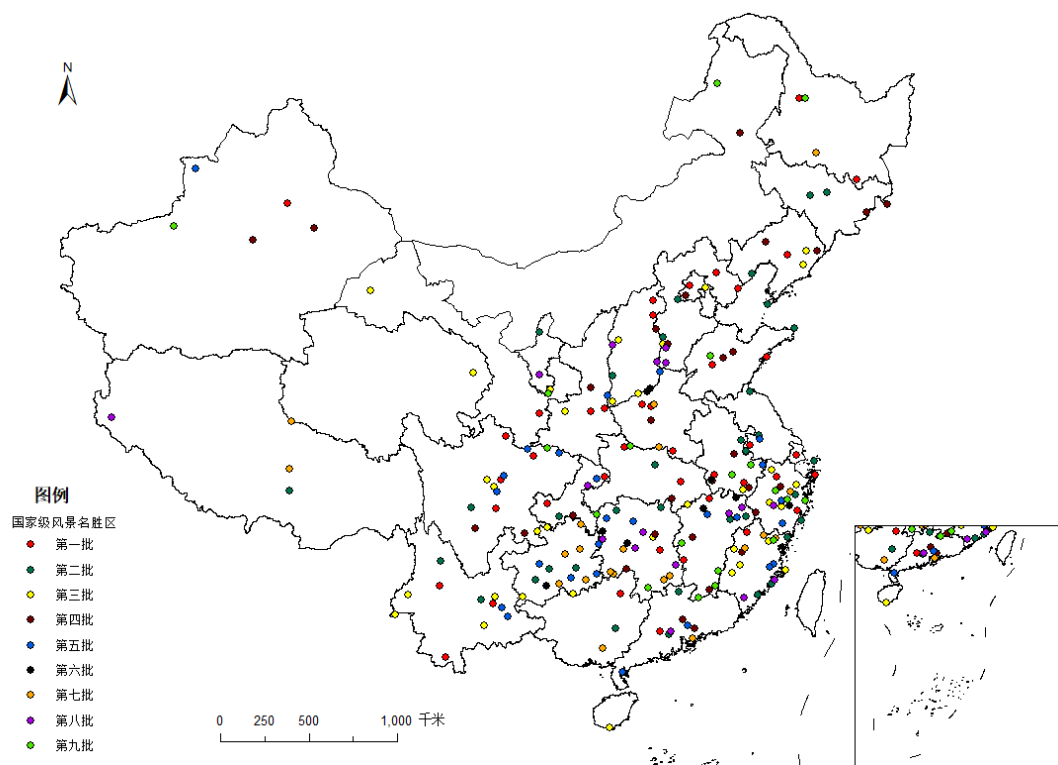 N
图例
国家级风景名胜区
第一批
第二批
第三批
第四批
第五批
第六批
第七批
第八批
第九批
0 250 500 1,000 千米